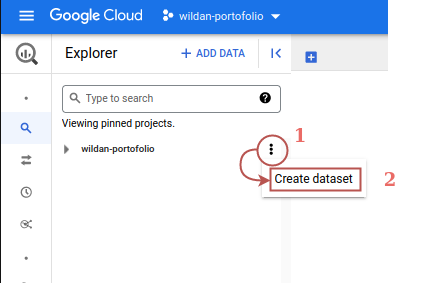 Google Cloud
wildan-portofolio
Explorer
+ ADD DATA
Type to search
Viewing pinned projects.
wildan-portofolio
1
Create dataset
2